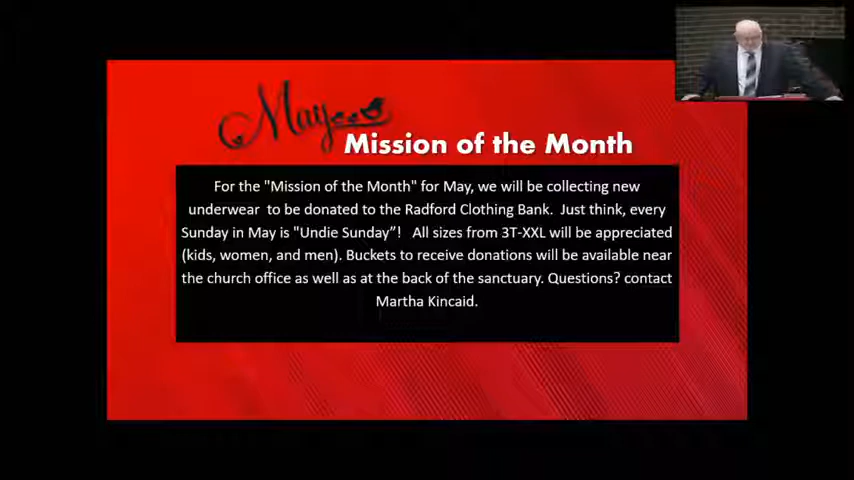 May
Mission of the Month
For the "Mission of the Month" for May, we will be collecting new
underwear to be donated to the Radford Clothing Bank. Just think, every
Sunday in May is "Undie Sunday”! All sizes from 3T-XXL will be appreciated
(kids, women, and men). Buckets to receive donations will be available near
the church office as well as at the back of the sanctuary. Questions? contact
Martha Kincaid.